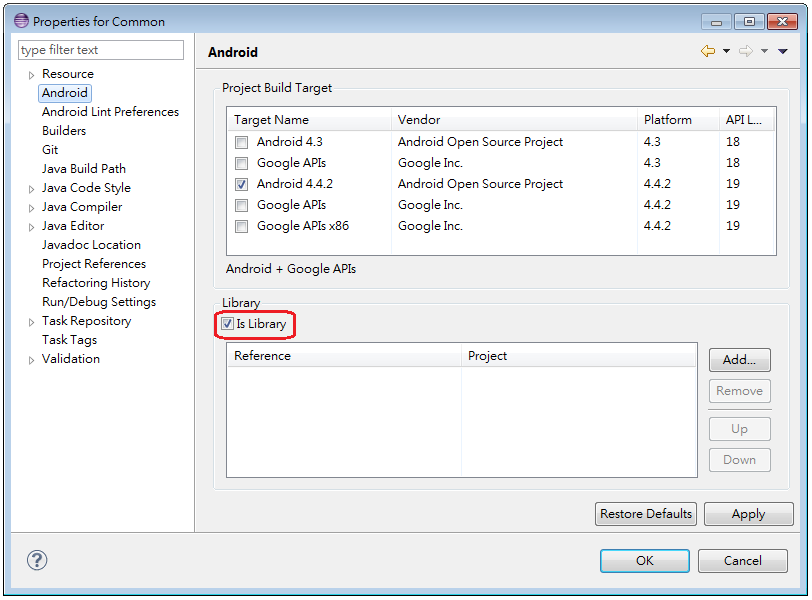 Properties for Common
type filter text
Resource
Android
Android Lint Preferences
Builders
Git
Java Build Path
Java Code Style
Java Compiler
Java Editor
Javadoc Location
Project References
Refactoring History
Run/Debug Settings
Task Repository
Task Tags
Validation
Android
Project Build Target
Target Name Vendor Platform API L...
Android 4.3 Android Open Source Project 4.3 18
Google APIs Google Inc. 4.3 18
Android 4.4.2 Android Open Source Project 4.4.2 19
Google APIs Google Inc. 4.4.2 19
Google APIs x86 Google Inc. 4.4.2 19
Android + Google APIs
Library
Is Library
Reference Project
Add...
Remove
Up
Down
Restore Defaults Apply
? OK Cancel